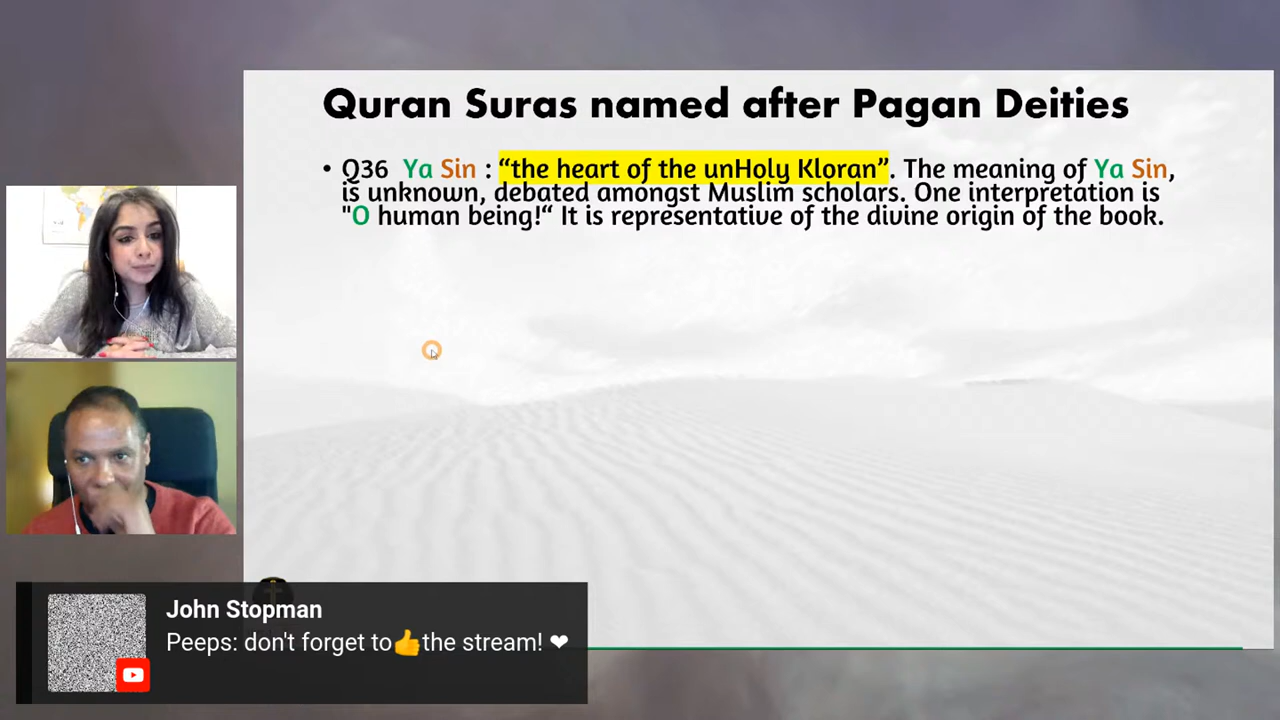 Quran Suras named after Pagan Deities
• Q36 Ya Sin : “the heart of the unHoly Kloran”. The meaning of Ya Sin,
is unknown, debated amongst Muslim scholars. One interpretation is
"O human being!“ It is representative of the divine origin of the book.
John Stopman
Peeps: don't forget to👍the stream! ❤